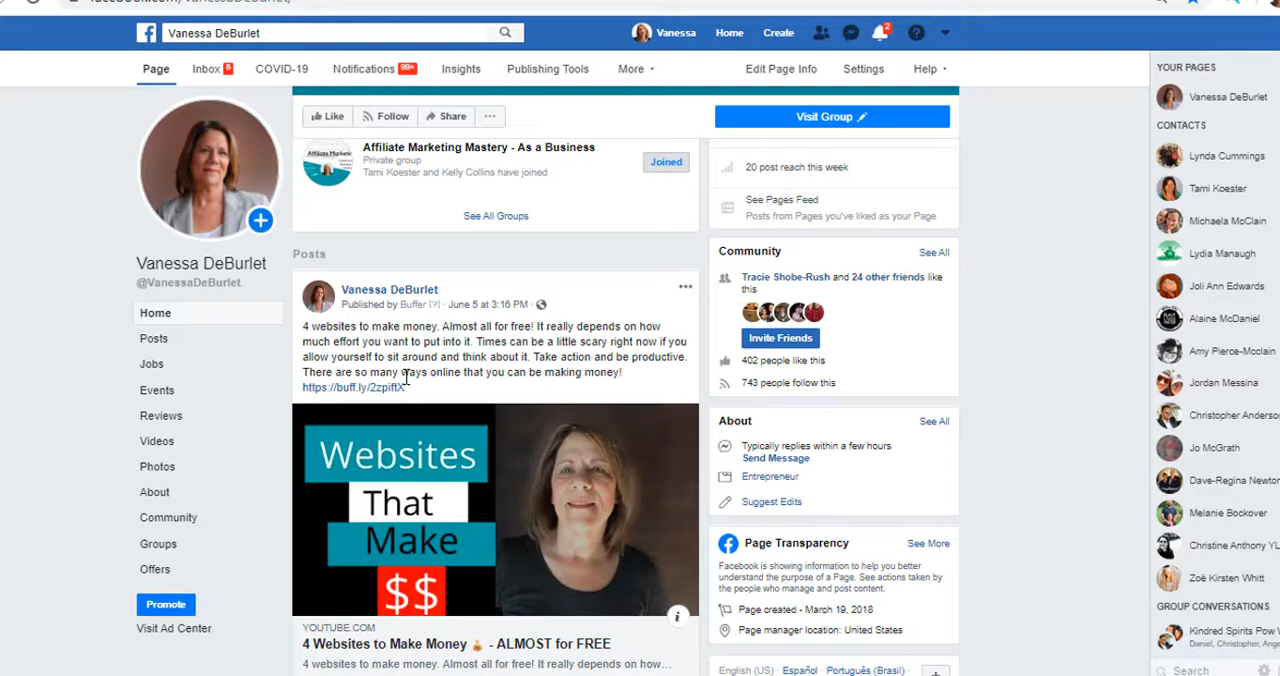 facebook.com/VanessaDeBurlet/
Vanessa DeBurlet
Vanessa Home Create 2
Page Inbox 8 COVID-19 Notifications 99+ Insights Publishing Tools More Edit Page Info Settings Help
Like Follow Share ...
Visit Group
Affiliate Marketing Mastery - As a Business
Private group
Tami Koester and Kelly Collins have joined
Joined
See All Groups
Vanessa DeBurlet
@VanessaDeBurlet
Home
Posts
Jobs
Events
Reviews
Videos
Photos
About
Community
Groups
Offers
Promote
Visit Ad Center
Posts
Vanessa DeBurlet
Published by Buffer [?] · June 5 at 3:16 PM ·
4 websites to make money. Almost all for free! It really depends on how
much effort you want to put into it. Times can be a little scary right now if you
allow yourself to sit around and think about it. Take action and be productive.
There are so many ways online that you can be making money!
https://buff.ly/2zpiftX
Websites
That
Make
$$
YOUTUBE.COM
4 Websites to Make Money - ALMOST for FREE
4 websites to make money. Almost all for free! It really depends on how...
20 post reach this week
See Pages Feed
Posts from Pages you've liked as your Page
Community See All
Tracie Shobe-Rush and 24 other friends like
this
Invite Friends
402 people like this
743 people follow this
About See All
Typically replies within a few hours
Send Message
Entrepreneur
Suggest Edits
Page Transparency See More
Facebook is showing information to help you better
understand the purpose of a Page. See actions taken by
the people who manage and post content.
Page created - March 19, 2018
Page manager location: United States
English (US) · Español · Português (Brasil) ·
YOUR PAGES
Vanessa DeBurlet
CONTACTS
Lynda Cummings
Tami Koester
Michaela McClain
Lydia Manaugh
Joli Ann Edwards
Alaine McDaniel
Amy Pierce-Mcclain
Jordan Messina
Christopher Anderso
Jo McGrath
Dave-Regina Newton
Melanie Bockover
Christine Anthony YL
Zoë Kirsten Whitt
GROUP CONVERSATIONS
Kindred Spirits Pow
Daniel, Christopher, Ange
Search